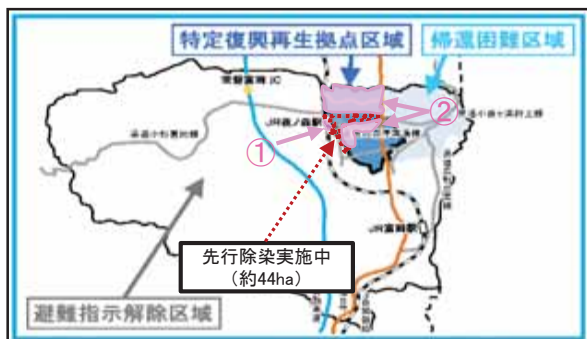 特定復興再生拠点区域
帰還困難区域
常磐富岡IC
JR夜ノ森駅
①
②
JR富岡駅
先行除染実施中
(約44ha)
避難指示解除区域